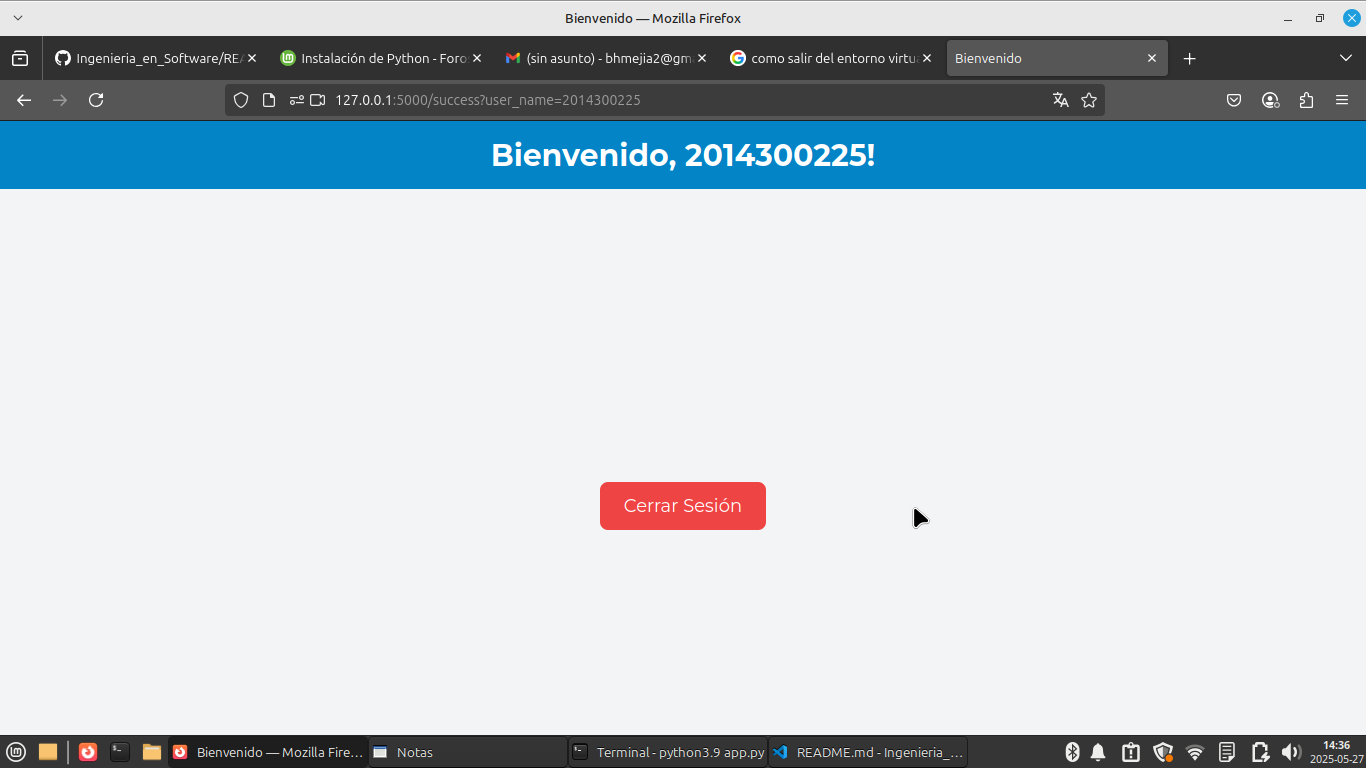 Bienvenido — Mozilla Firefox
Ingenieria_en_Software/REA
Instalación de Python - Foro
(sin asunto) - bhmejia2@gm
como salir del entorno virtu
Bienvenido
127.0.0.1:5000/success?user_name=2014300225
Bienvenido, 2014300225!
Cerrar Sesión
Bienvenido — Mozilla Fire...
Notas
Terminal - python3.9 app.py
README.md - Ingenieria_...
14:36
2025-05-27